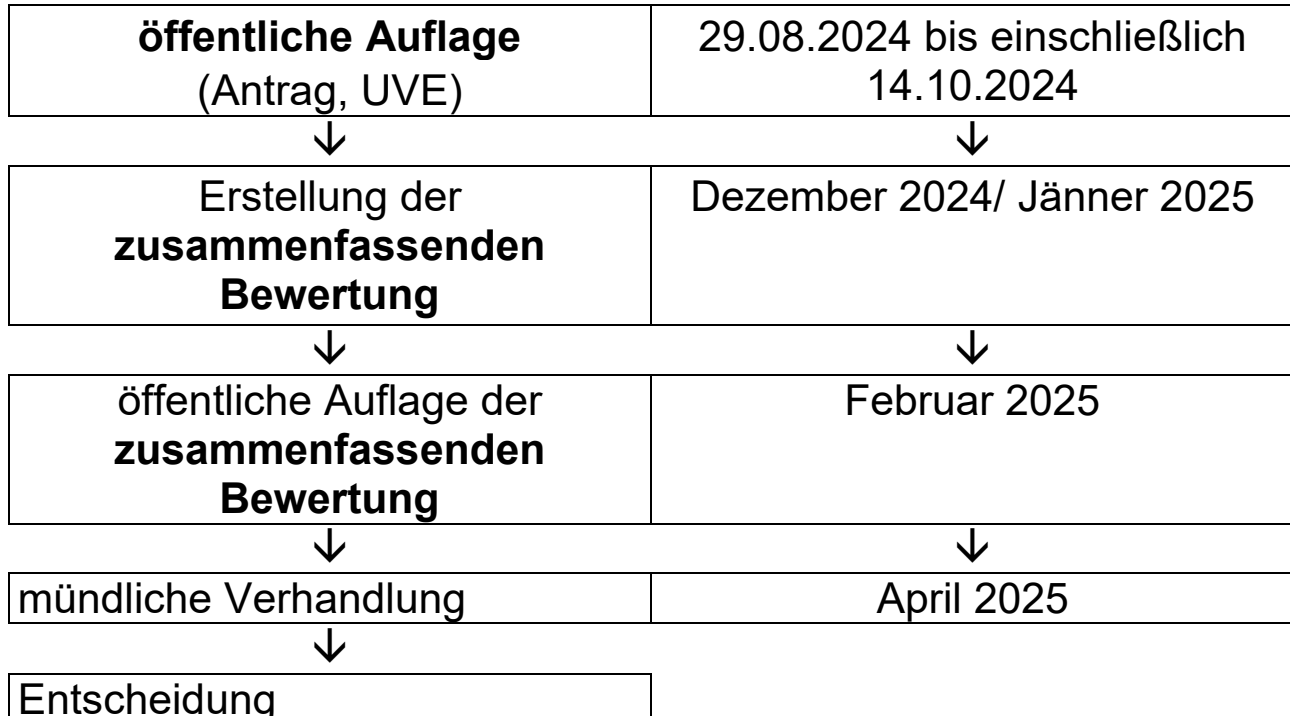 öffentliche Auflage
(Antrag, UVE)
29.08.2024 bis einschließlich
14.10.2024
Erstellung der
zusammenfassenden
Bewertung
Dezember 2024/ Jänner 2025
öffentliche Auflage der
zusammenfassenden
Bewertung
Februar 2025
mündliche Verhandlung
April 2025
Entscheidung